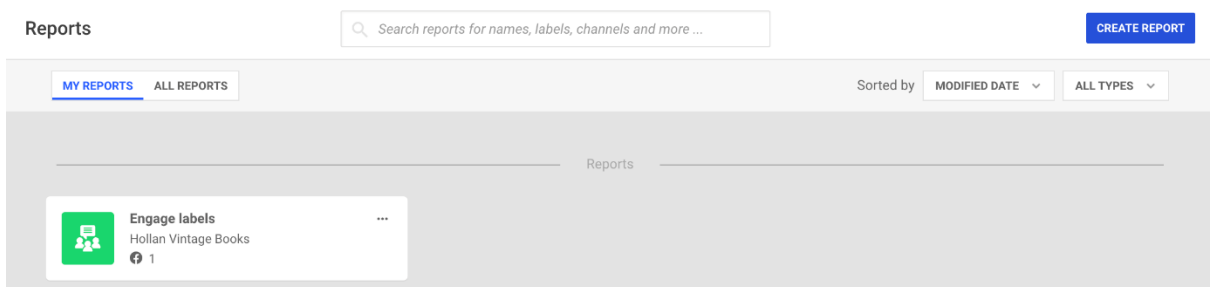 Reports
Search reports for names, labels, channels and more ...
CREATE REPORT
MY REPORTS ALL REPORTS
Sorted by MODIFIED DATE ALL TYPES
Reports
Engage labels ...
Hollan Vintage Books
1